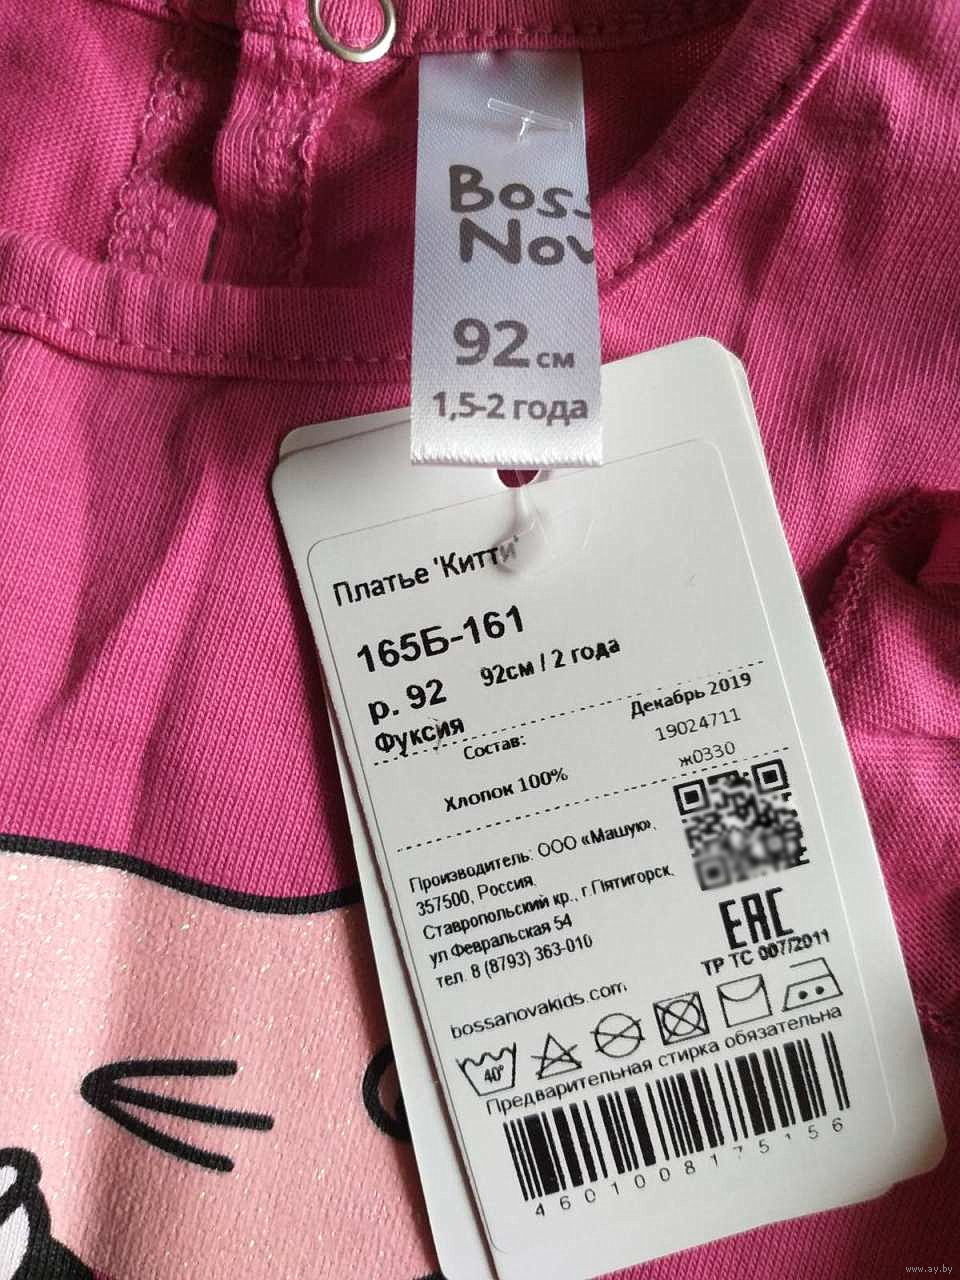 Boss
Nov
92 см
1,5-2 года
Платье 'Китти'
165Б-161
р. 92 92см / 2 года
Фуксия
Состав:
Декабрь 2019
19024711
Хлопок 100%
ж0330
Производитель: ООО «Машук»,
357500, Россия,
Ставропольский кр., г.Пятигорск,
ул Февральская 54
тел. 8 (8793) 363-010
EAC
ТР ТС 007/2011
bossanovakids.com
40°
Предварительная стирка обязательна
4601008175156
www.ay.by